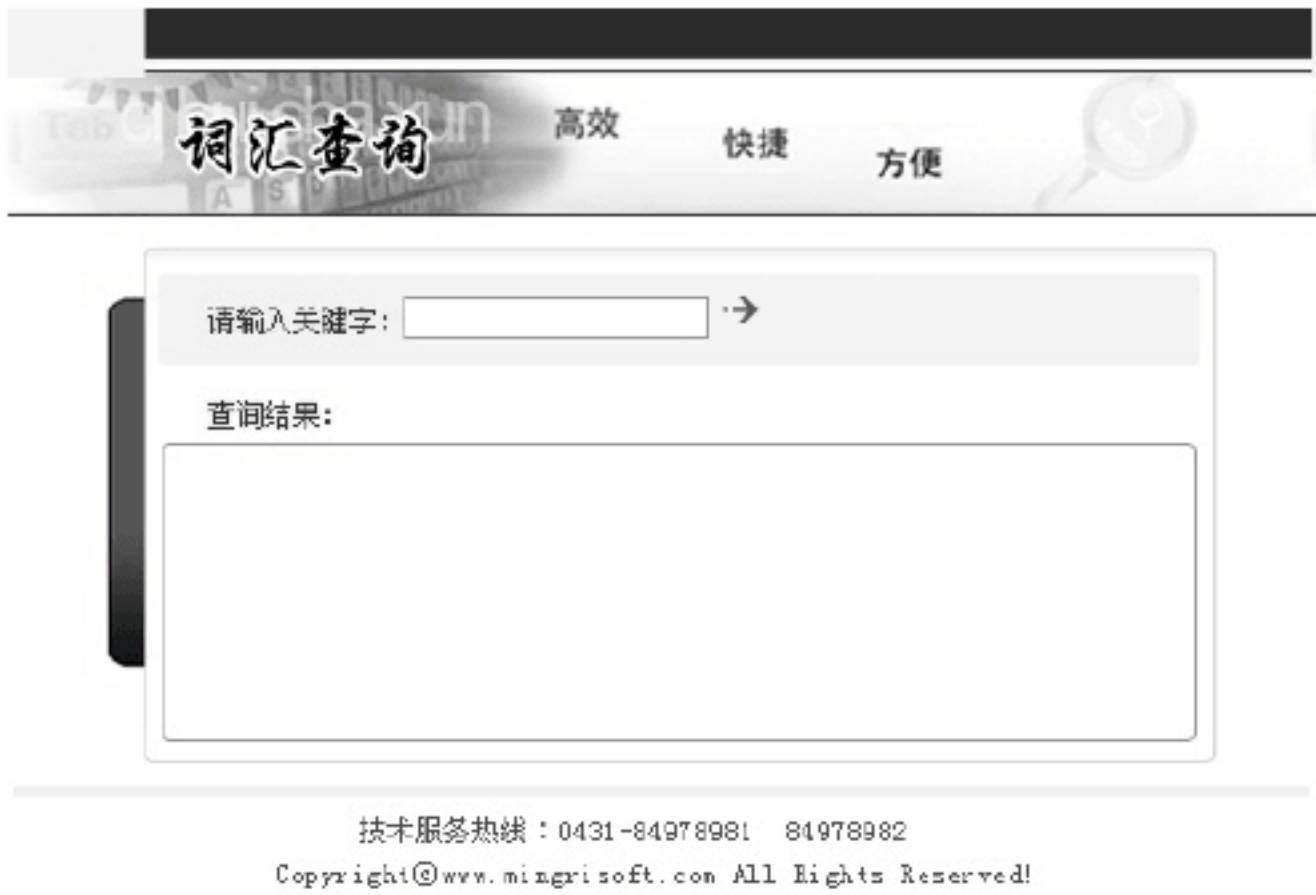 词汇查询
高效 快捷 方便
请输入关键字:
查询结果:
技术服务热线：0431-84978981 84978982
Copyright©www.mingrisoft.com All Rights Reserved!